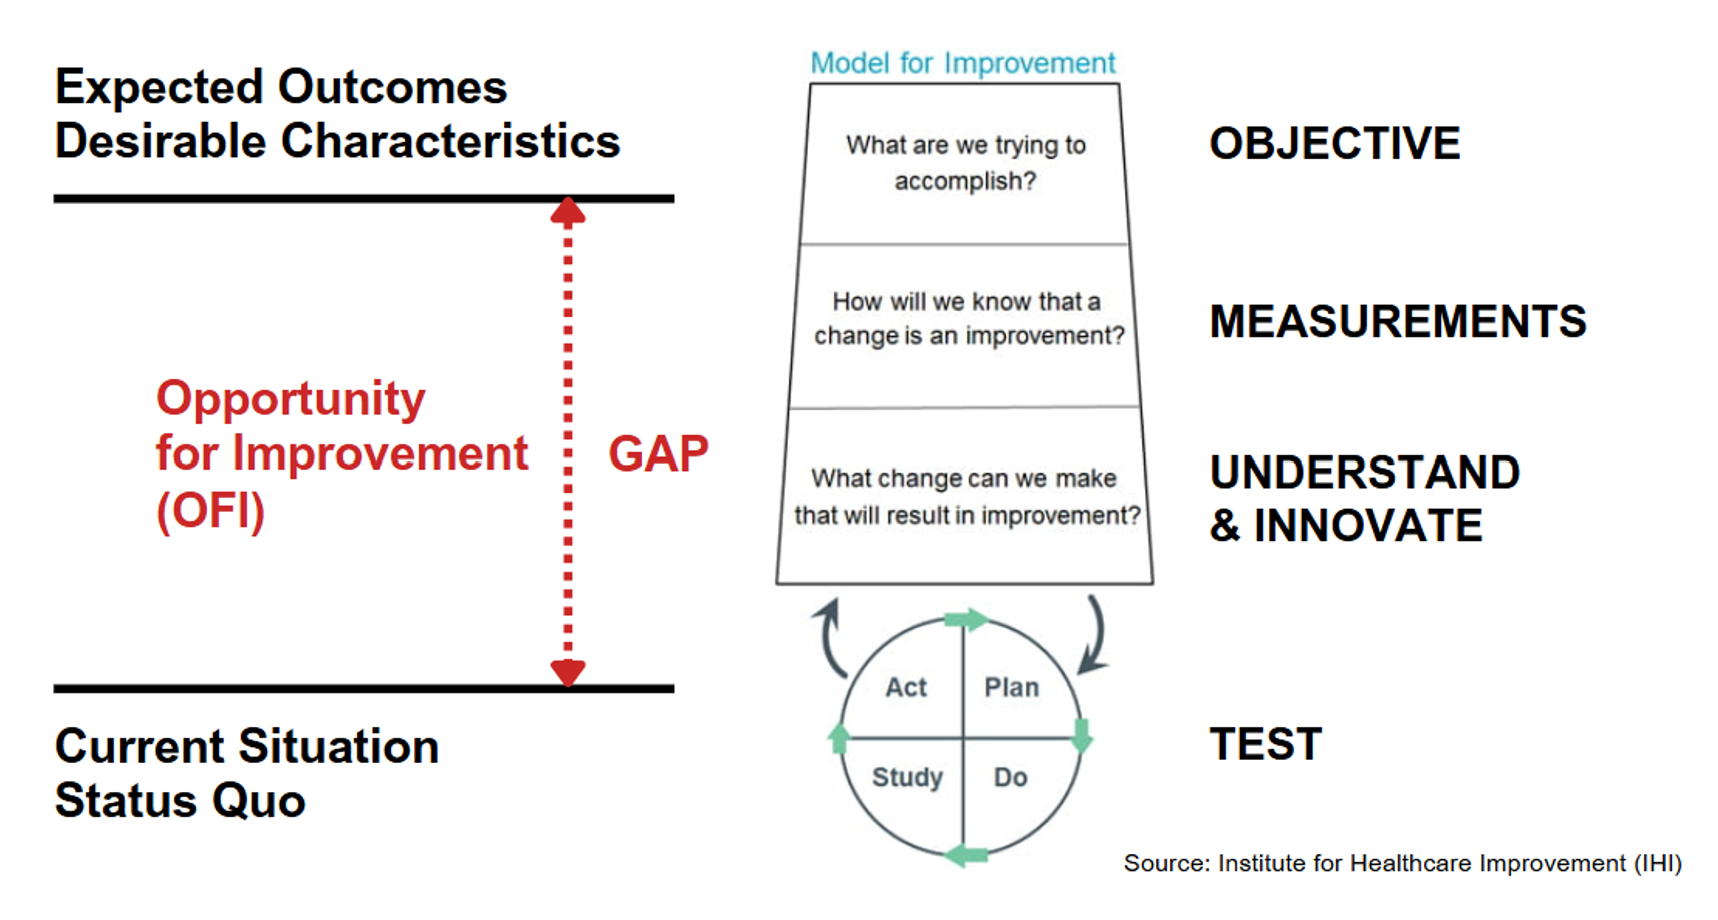 Expected Outcomes
Desirable Characteristics
Opportunity
for Improvement
(OFI)
GAP
Current Situation
Status Quo
Model for Improvement
What are we trying to
accomplish?
How will we know that a
change is an improvement?
What change can we make
that will result in improvement?
Act
Plan
Study
Do
OBJECTIVE
MEASUREMENTS
UNDERSTAND
& INNOVATE
TEST
Source: Institute for Healthcare Improvement (IHI)